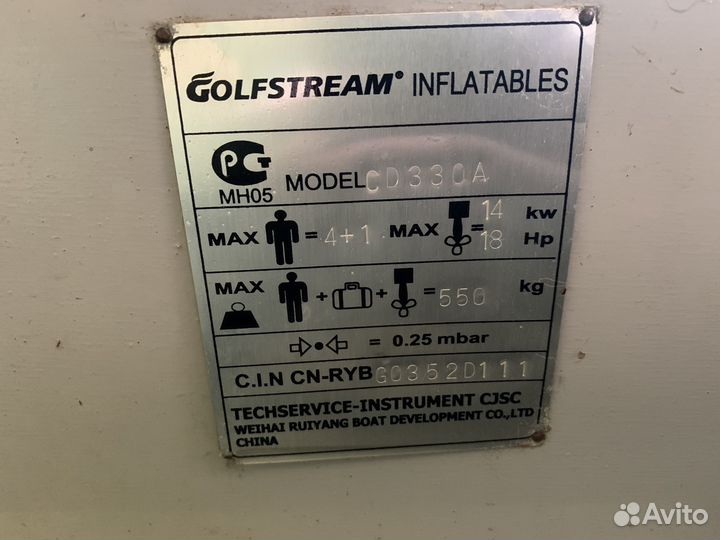 GOLFSTREAM® INFLATABLES
PCT
MH05 MODEL CD330A
MAX = 4+1 MAX = 14 kw
18 Hp
MAX + + = 550 kg
= 0.25 mbar
C.I.N CN-RYB G0352D111
TECHSERVICE-INSTRUMENT CJSC
WEIHAI RUIYANG BOAT DEVELOPMENT CO.,LTD
CHINA
Avito